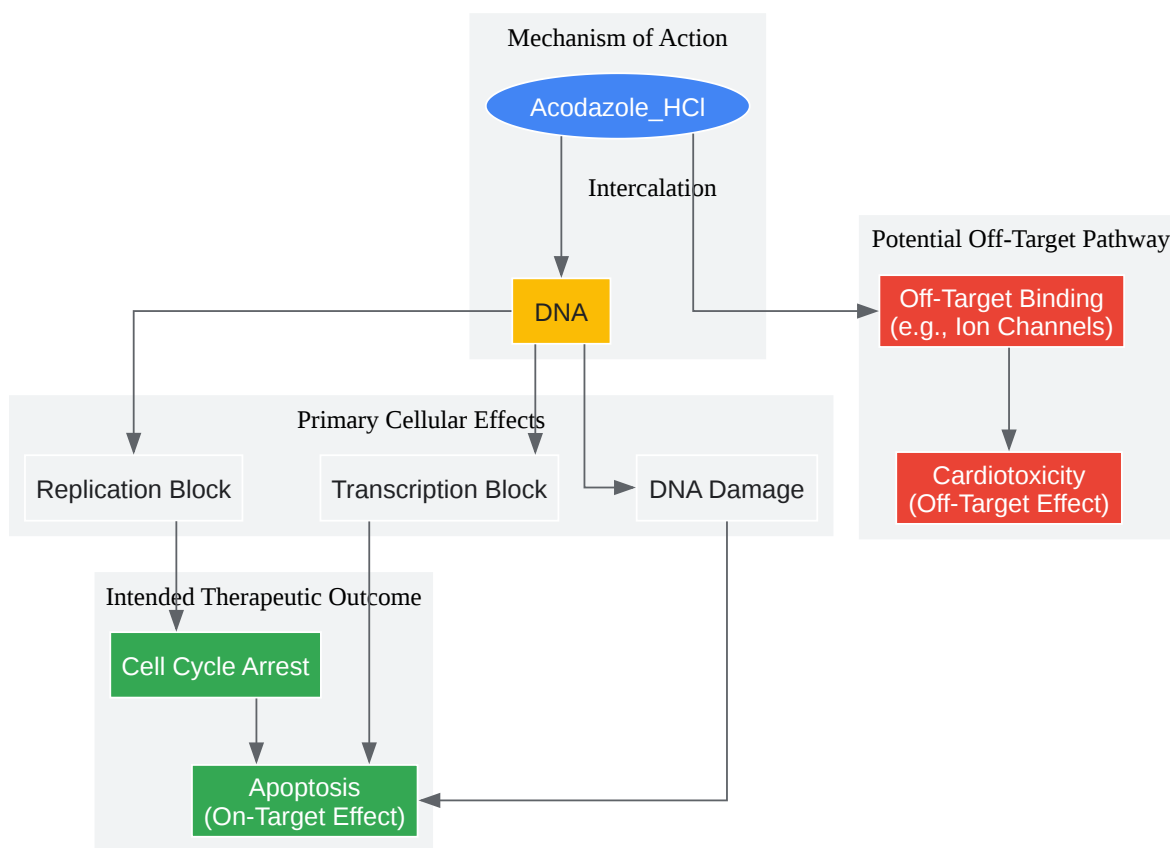 Mechanism of Action
Acodazole_HCl
Intercalation
DNA
Potential Off-Target Pathway
Off-Target Binding
(e.g., Ion Channels)
Cardiotoxicity
(Off-Target Effect)
Primary Cellular Effects
Replication Block
Transcription Block
DNA Damage
Intended Therapeutic Outcome
Cell Cycle Arrest
Apoptosis
(On-Target Effect)